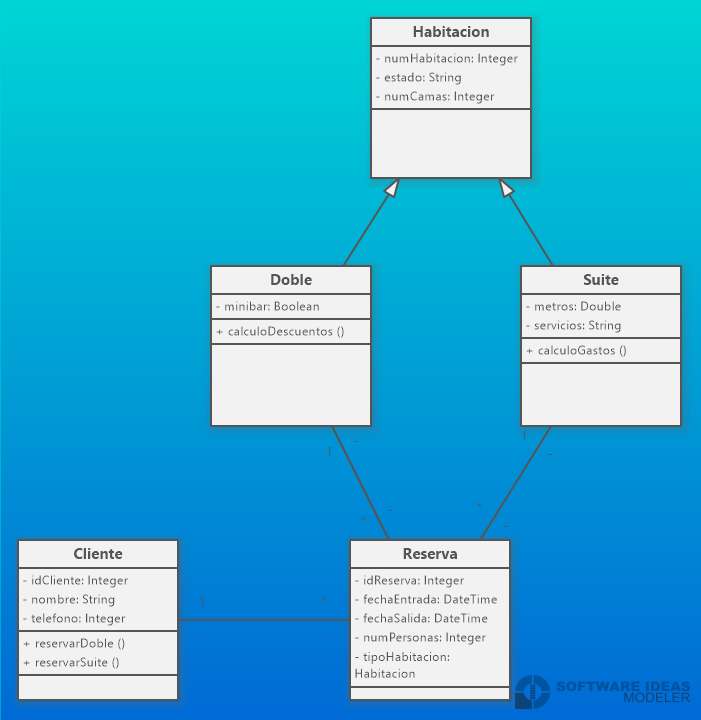 Habitacion
- numHabitacion: Integer
- estado: String
- numCamas: Integer
Doble
- minibar: Boolean
+ calculoDescuentos ()
Suite
- metros: Double
- servicios: String
+ calculoGastos ()
1
-
1
-
*
-
*
-
Cliente
- idCliente: Integer
- nombre: String
- telefono: Integer
+ reservarDoble ()
+ reservarSuite ()
Reserva
- idReserva: Integer
- fechaEntrada: DateTime
- fechaSalida: DateTime
- numPersonas: Integer
- tipoHabitacion:
Habitacion
SOFTWARE IDEAS
MODELER